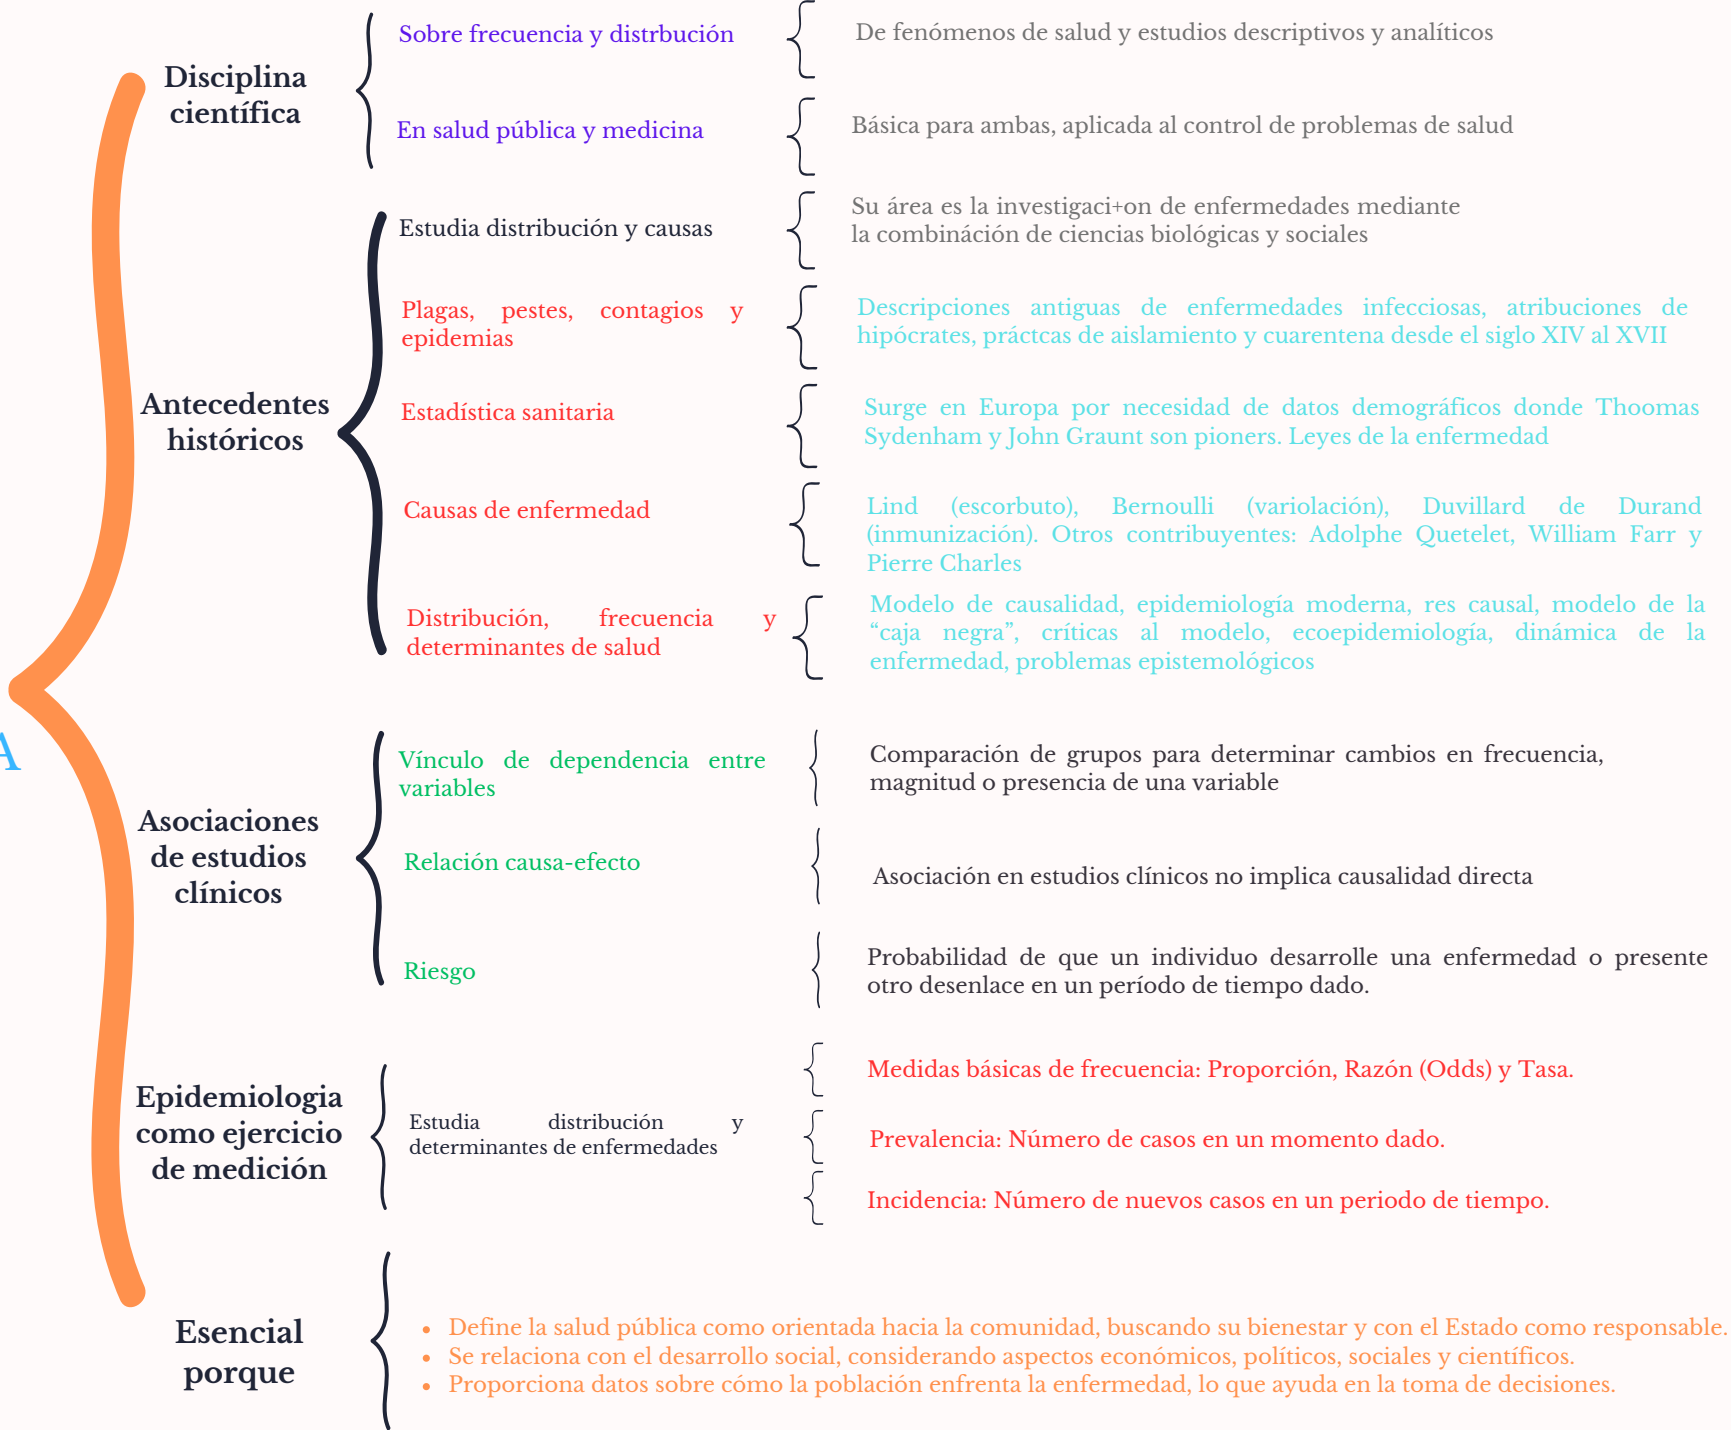 A
Disciplina
científica
Sobre frecuencia y distrbución
De fenómenos de salud y estudios descriptivos y analíticos
En salud pública y medicina
Básica para ambas, aplicada al control de problemas de salud
Antecedentes
históricos
Estudia distribución y causas
Su área es la investigaci+on de enfermedades mediante
la combináción de ciencias biológicas y sociales
Plagas, pestes, contagios y
epidemias
Descripciones antiguas de enfermedades infecciosas, atribuciones de
hipócrates, práctcas de aislamiento y cuarentena desde el siglo XIV al XVII
Estadística sanitaria
Surge en Europa por necesidad de datos demográficos donde Thoomas
Sydenham y John Graunt son pioners. Leyes de la enfermedad
Causas de enfermedad
Lind (escorbuto), Bernoulli (variolación), Duvillard de Durand
(inmunización). Otros contribuyentes: Adolphe Quetelet, William Farr y
Pierre Charles
Distribución, frecuencia y
determinantes de salud
Modelo de causalidad, epidemiología moderna, res causal, modelo de la
“caja negra”, críticas al modelo, ecoepidemiología, dinámica de la
enfermedad, problemas epistemológicos
Asociaciones
de estudios
clínicos
Vínculo de dependencia entre
variables
Comparación de grupos para determinar cambios en frecuencia,
magnitud o presencia de una variable
Relación causa-efecto
Asociación en estudios clínicos no implica causalidad directa
Riesgo
Probabilidad de que un individuo desarrolle una enfermedad o presente
otro desenlace en un período de tiempo dado.
Epidemiologia
como ejercicio
de medición
Estudia distribución y
determinantes de enfermedades
Medidas básicas de frecuencia: Proporción, Razón (Odds) y Tasa.
Prevalencia: Número de casos en un momento dado.
Incidencia: Número de nuevos casos en un periodo de tiempo.
Esencial
porque
• Define la salud pública como orientada hacia la comunidad, buscando su bienestar y con el Estado como responsable.
• Se relaciona con el desarrollo social, considerando aspectos económicos, políticos, sociales y científicos.
• Proporciona datos sobre cómo la población enfrenta la enfermedad, lo que ayuda en la toma de decisiones.